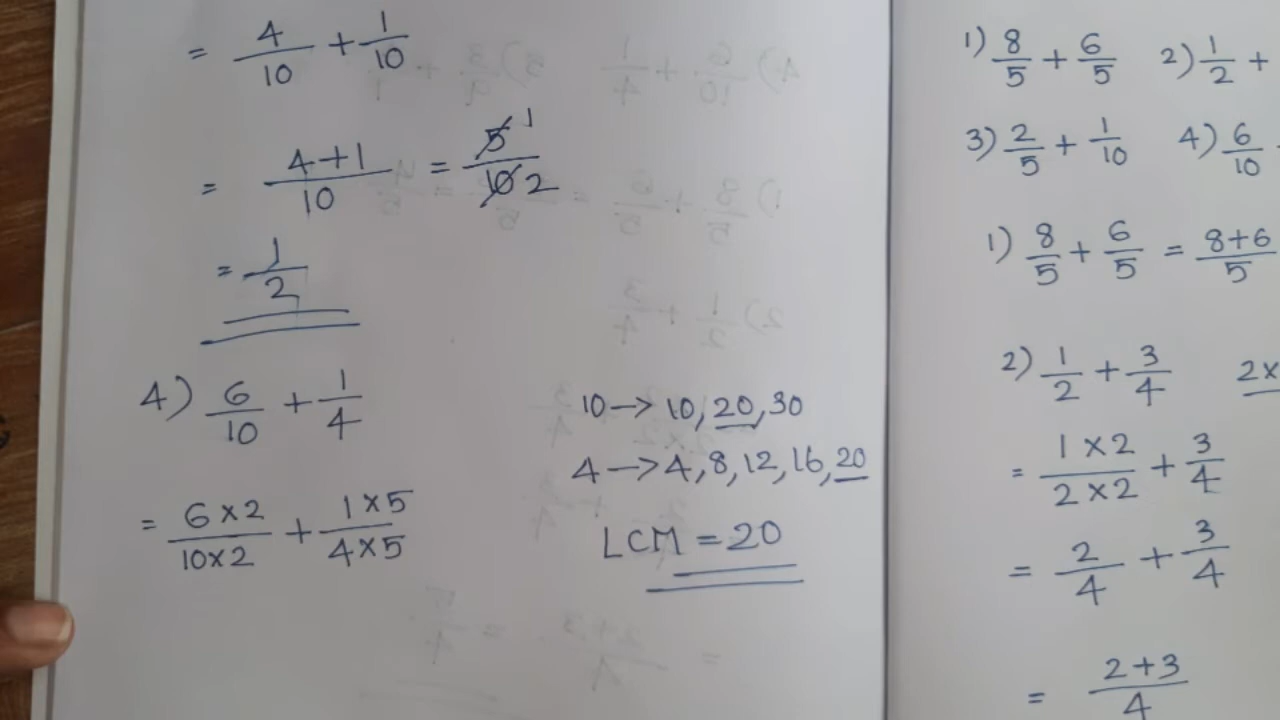 = 4/10 + 1/10
= 4+1/10 = 5 1/10 2
= 1/2
4) 6/10 + 1/4
10 → 10, 20, 30
4 → 4, 8, 12, 16, 20
= 6×2/10×2 + 1×5/4×5
LCM = 20
1) 8/5 + 6/5 2) 1/2 +
3) 2/5 + 1/10 4) 6/10
1) 8/5 + 6/5 = 8+6/5
2) 1/2 + 3/4 2×
= 1×2/2×2 + 3/4
= 2/4 + 3/4
= 2+3/4